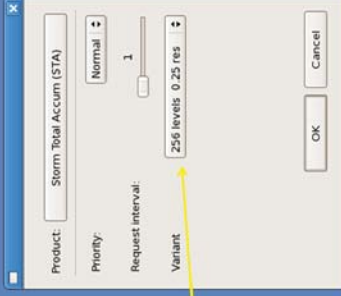 Product: Storm Total Accum (STA)
Priority: Normal
1
Request interval:
Variant 256 levels 0.25 res
OK Cancel